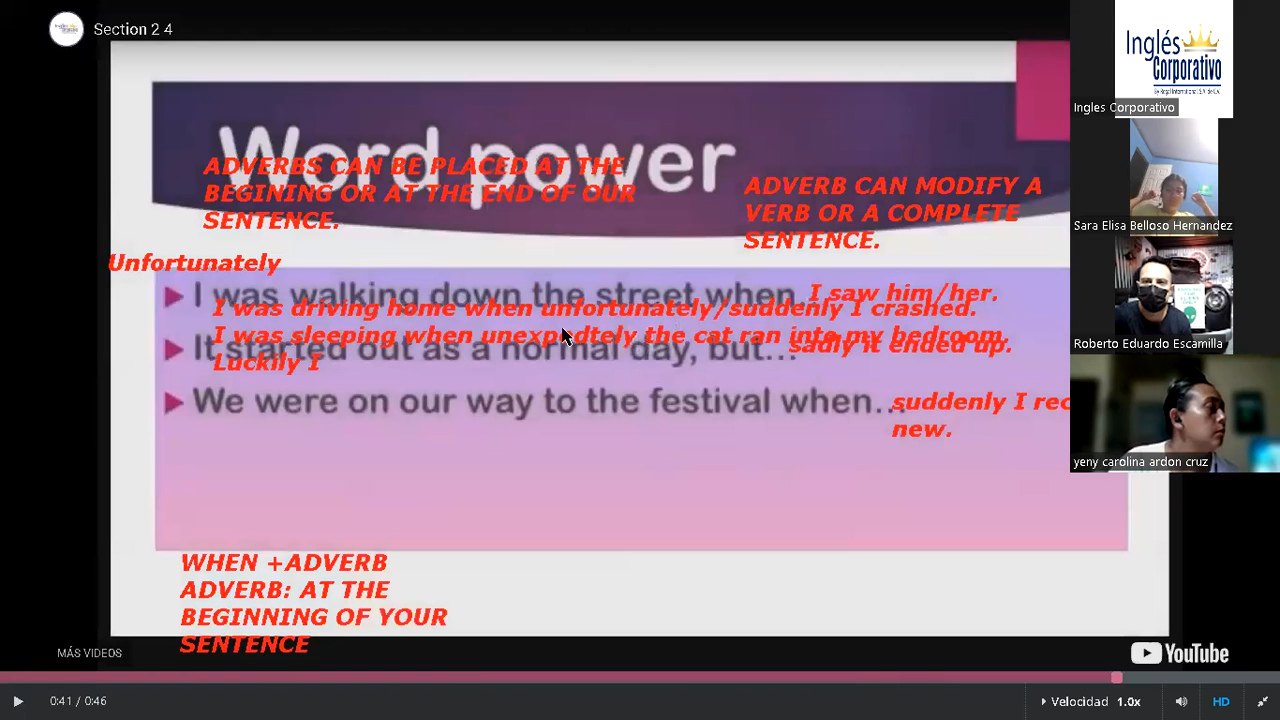 Section 2 4
Inglés
Corporativo
Ingles Corporativo
Word power
ADVERBS CAN BE PLACED AT THE
BEGINING OR AT THE END OF OUR
SENTENCE.
ADVERB CAN MODIFY A
VERB OR A COMPLETE
SENTENCE.
Sara Elisa Belloso Hernandez
Unfortunately
I was walking down the street when... I saw him/her.
I was driving home when unfortunately/suddenly I crashed.
I was sleeping when unexpedtely the cat ran into my bedroom.
It started out as a normal day, but... sadly it ended up.
Luckily I
Roberto Eduardo Escamilla
We were on our way to the festival when... suddenly I
new.
yeny carolina ardon cruz
WHEN +ADVERB
ADVERB: AT THE
BEGINNING OF YOUR
SENTENCE
MÁS VIDEOS
YouTube
0:41 / 0:46
Velocidad 1.0x
HD